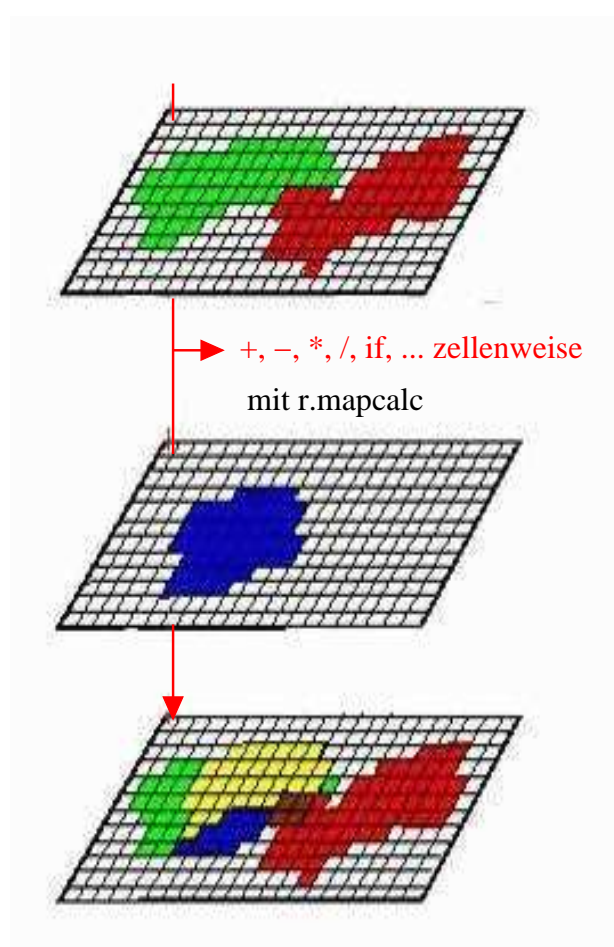 +, −, *, /, if, ... zellenweise
mit r.mapcalc